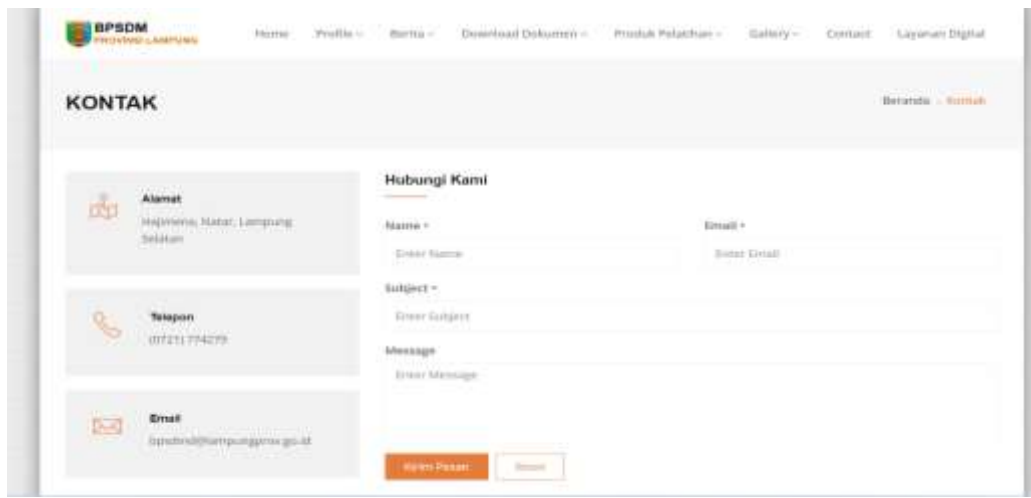 BPSDM
PROVINSI LAMPUNG
Home Profile Berita Download Dokumen Produk Pelatihan Gallery Contact Layanan Digital
KONTAK
Beranda - Kontak
Alamat
Hajimena, Natar, Lampung
Selatan
Telepon
(0721) 774279
Email
@lampungprov.go.id
Hubungi Kami
Name *
Email *
Enter Name
Enter Email
Subject *
Enter Subject
Message
Enter Message
Kirim Pesan
Reset